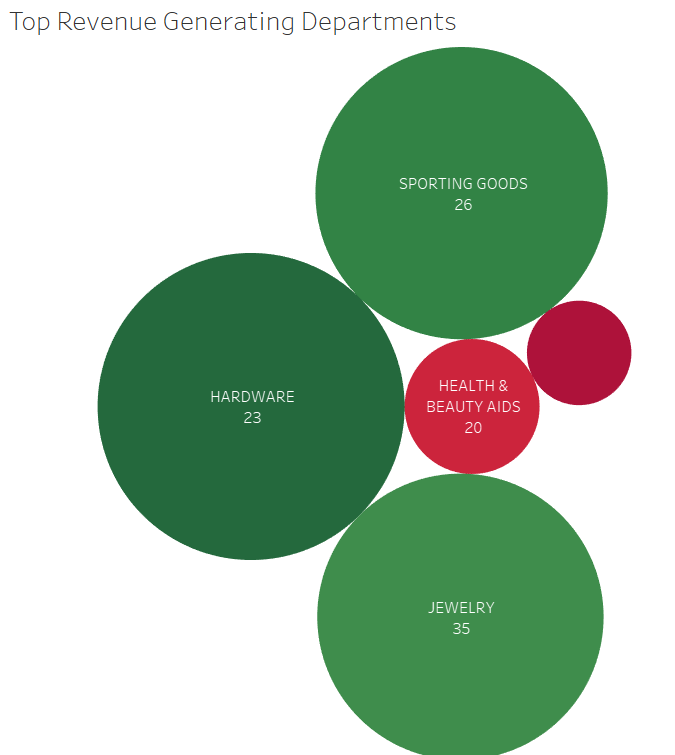 Top Revenue Generating Departments
SPORTING GOODS
26
HARDWARE
23
HEALTH &
BEAUTY AIDS
20
JEWELRY
35